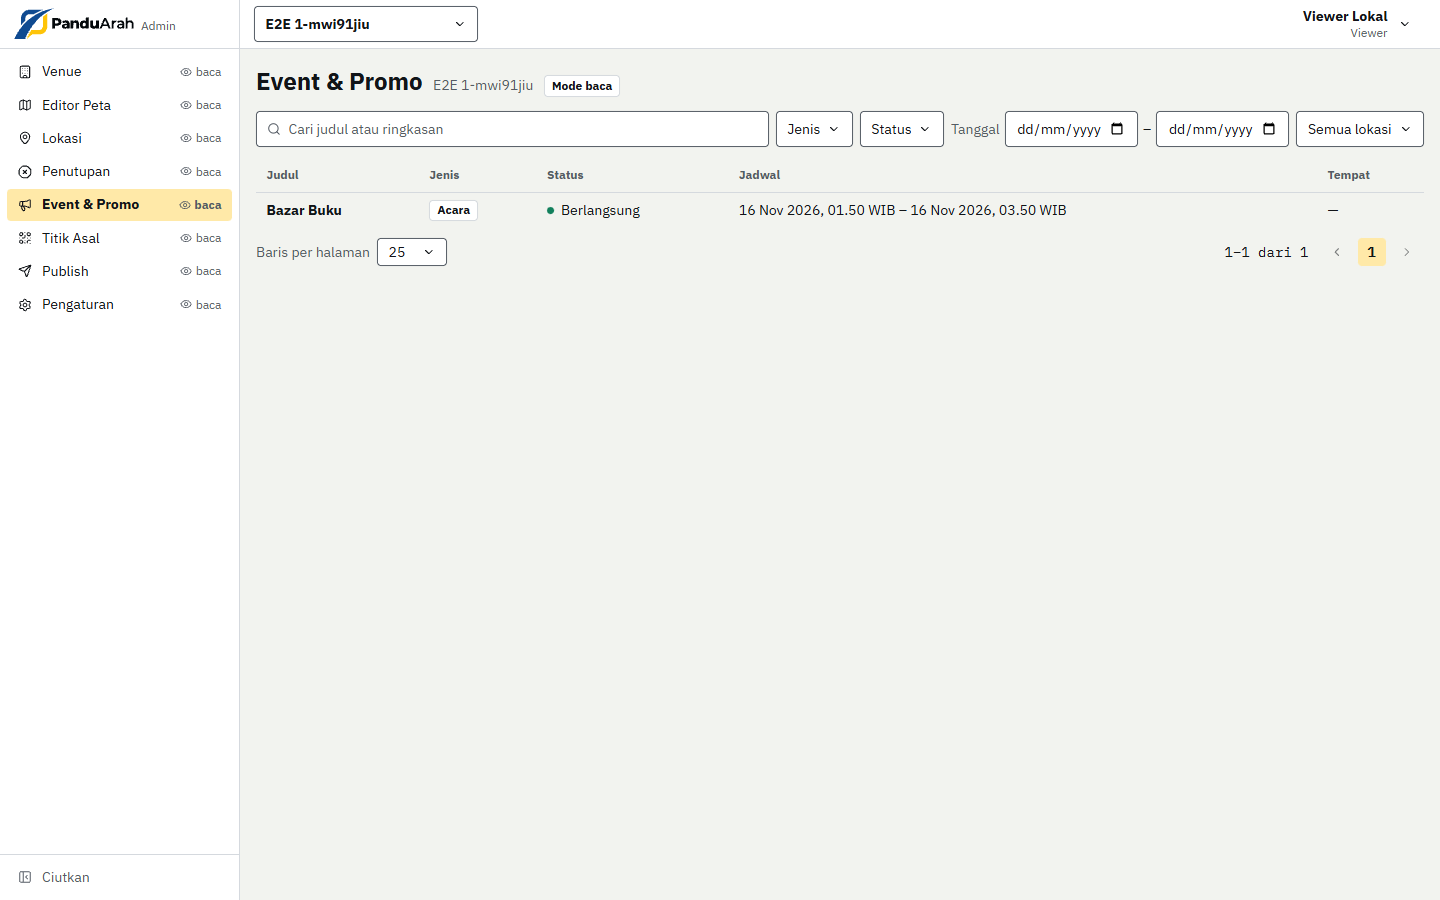 PanduArah Admin
E2E 1-mwi91jiu
Viewer Lokal
Viewer
Venue baca
Editor Peta baca
Lokasi baca
Penutupan baca
Event & Promo baca
Titik Asal baca
Publish baca
Pengaturan baca
Ciutkan
Event & Promo E2E 1-mwi91jiu Mode baca
Cari judul atau ringkasan Jenis Status Tanggal dd/mm/yyyy – dd/mm/yyyy Semua lokasi
Judul Jenis Status Jadwal Tempat
Bazar Buku Acara Berlangsung 16 Nov 2026, 01.50 WIB – 16 Nov 2026, 03.50 WIB —
Baris per halaman 25 1–1 dari 1 1